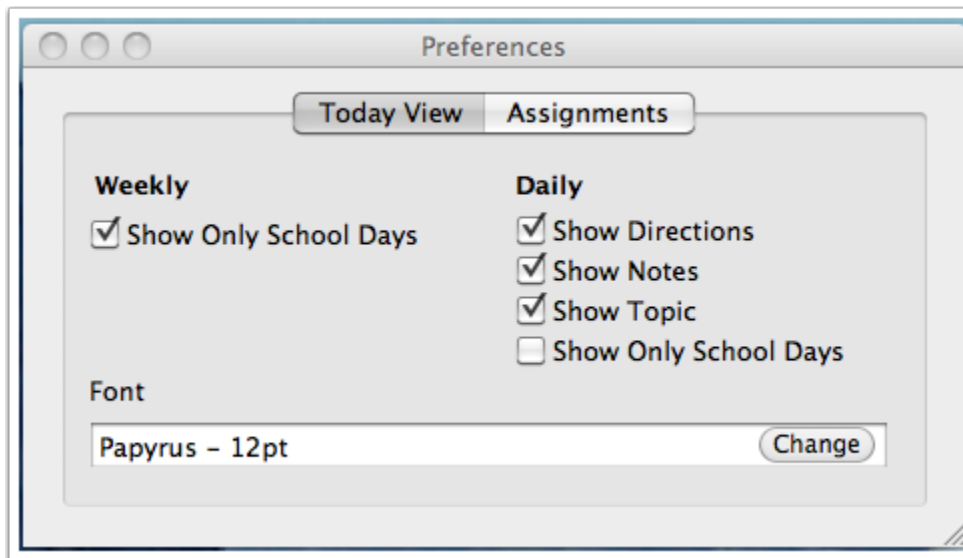 Preferences
Today View Assignments
Weekly
Show Only School Days
Daily
Show Directions
Show Notes
Show Topic
Show Only School Days
Font
Papyrus – 12pt
Change